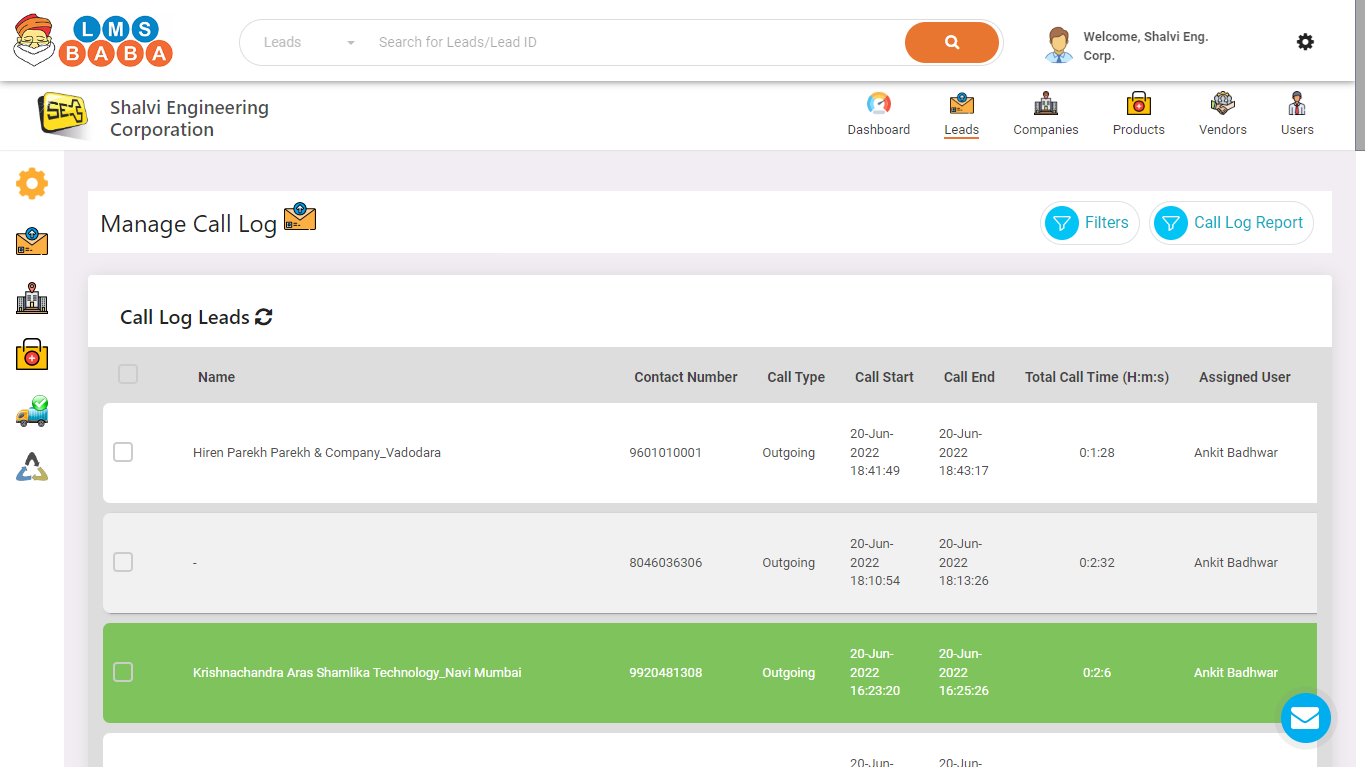 LMS
BABA
Leads
Search for Leads/Lead ID
Welcome, Shalvi Eng.
Corp.
SE
Shalvi Engineering
Corporation
Dashboard
Leads
Companies
Products
Vendors
Users
Manage Call Log
Filters
Call Log Report
Call Log Leads
Name Contact Number Call Type Call Start Call End Total Call Time (H:m:s) Assigned User
20-Jun- 20-Jun-
Hiren Parekh Parekh & Company_Vadodara 9601010001 Outgoing 2022 2022 0:1:28 Ankit Badhwar
18:41:49 18:43:17
20-Jun- 20-Jun-
- 8046036306 Outgoing 2022 2022 0:2:32 Ankit Badhwar
18:10:54 18:13:26
20-Jun- 20-Jun-
Krishnachandra Aras Shamlika Technology_Navi Mumbai 9920481308 Outgoing 2022 2022 0:2:6 Ankit Badhwar
16:23:20 16:25:26
20-Jun- 20-Jun-